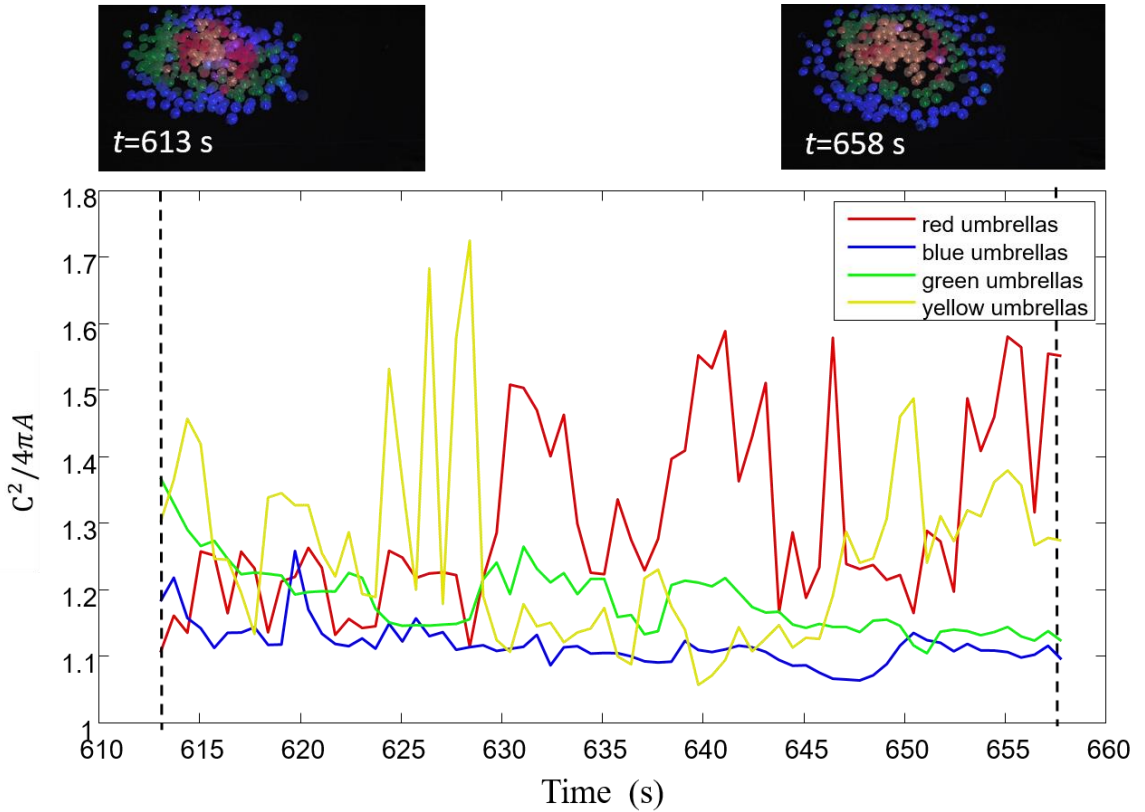 t=613 s
t=658 s
1.8
1.7
1.6
1.5
1.4
1.3
1.2
1.1
1
C²/4πA
red umbrellas
blue umbrellas
green umbrellas
yellow umbrellas
610 615 620 625 630 635 640 645 650 655 660
Time (s)